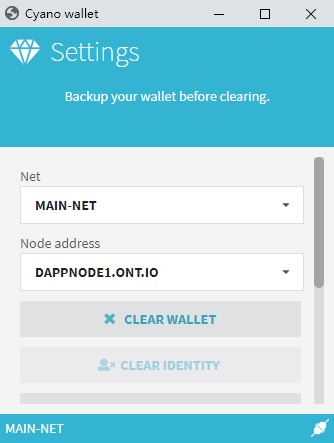 Cyano wallet
Settings
Backup your wallet before clearing.
Net
MAIN-NET
Node address
DAPPNODE1.ONT.IO
CLEAR WALLET
CLEAR IDENTITY
MAIN-NET